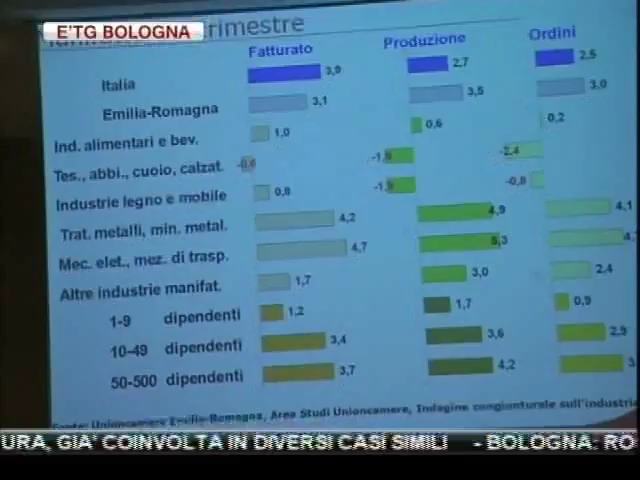 E'TG BOLOGNA
rimestre
Fatturato Produzione Ordini
Italia 3,9 2,7 2,5
Emilia-Romagna 3,1 3,5 3,0
Ind. alimentari e bev. 1,0 0,6 0,2
Tes., abbi., cuoio, calzat. -0,6 -2,4
Industrie legno e mobile 0,8 -0,8
Trat. metalli, min. metal. 4,2 4,9 4,1
Mec. elet., mez. di trasp. 4,7 5,3
Altre industrie manifat. 1,7 3,0 2,4
1-9 dipendenti 1,2 1,7 0,9
10-49 dipendenti 3,4 3,6 2,9
50-500 dipendenti 3,7 4,2
Fonte: Unioncamere Emilia-Romagna, Area Studi Unioncamere, Indagine congiunturale sull'industria
URA, GIA' COINVOLTA IN DIVERSI CASI SIMILI - BOLOGNA: RO